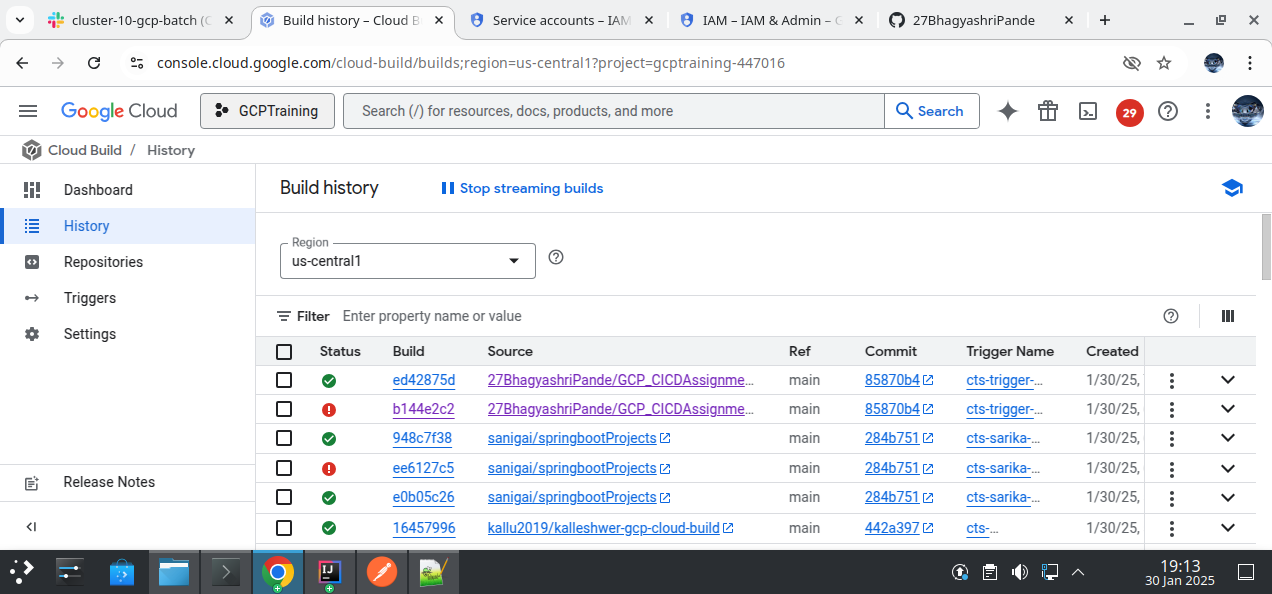 cluster-10-gcp-batch (C
Build history – Cloud B
Service accounts – IAM
IAM – IAM & Admin – G
27BhagyashriPande
console.cloud.google.com/cloud-build/builds;region=us-central1?project=gcptraining-447016
Google Cloud
GCPTraining
Search (/) for resources, docs, products, and more
Search
29
Cloud Build / History
Dashboard
History
Repositories
Triggers
Settings
Release Notes
Build history
Stop streaming builds
Region
us-central1
Filter Enter property name or value
Status Build Source Ref Commit Trigger Name Created
ed42875d 27BhagyashriPande/GCP_CICDAssignme… main 85870b4 cts-trigger-… 1/30/25,
b144e2c2 27BhagyashriPande/GCP_CICDAssignme… main 85870b4 cts-trigger-… 1/30/25,
948c7f38 sanigai/springbootProjects main 284b751 cts-sarika-… 1/30/25,
ee6127c5 sanigai/springbootProjects main 284b751 cts-sarika-… 1/30/25,
e0b05c26 sanigai/springbootProjects main 284b751 cts-sarika-… 1/30/25,
16457996 kallu2019/kalleshwer-gcp-cloud-build main 442a397 cts-… 1/30/25,
19:13
30 Jan 2025